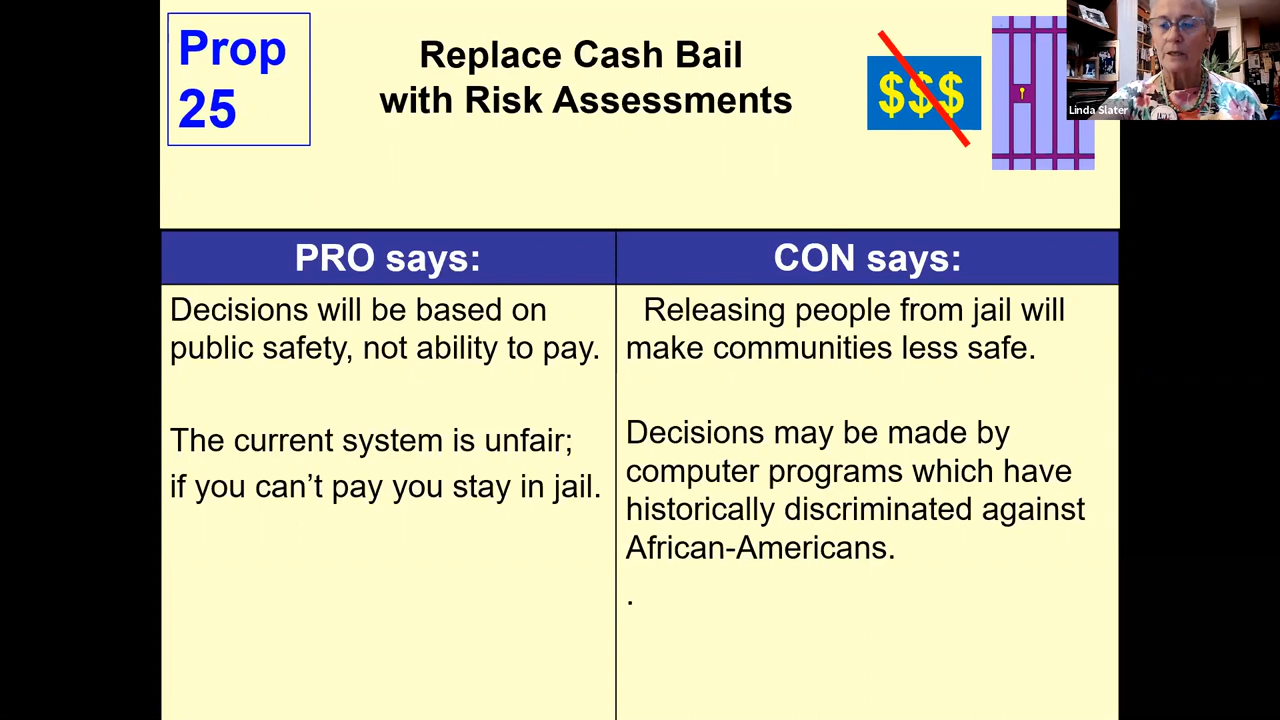 Prop
25
Replace Cash Bail
with Risk Assessments
$$$
Linda Slater
PRO says:
CON says:
Decisions will be based on
public safety, not ability to pay.
The current system is unfair;
if you can’t pay you stay in jail.
Releasing people from jail will
make communities less safe.
Decisions may be made by
computer programs which have
historically discriminated against
African-Americans.
.